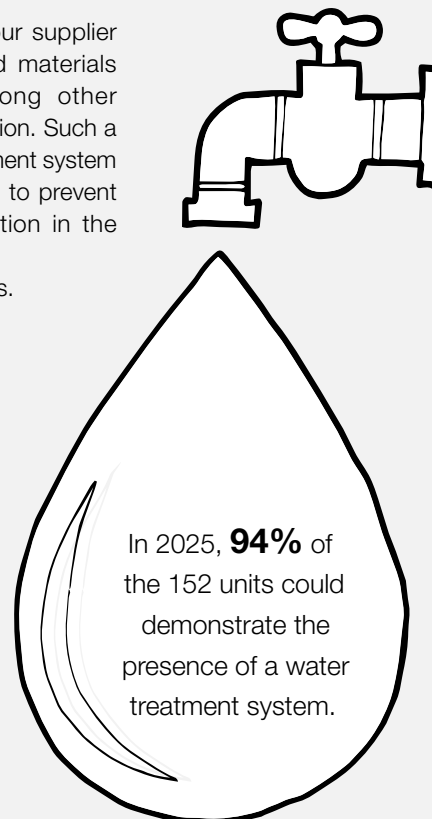 our supplier
d materials
ong other
ion. Such a
ment system
to prevent
tion in the
s.
In 2025, 94% of
the 152 units could
demonstrate the
presence of a water
treatment system.